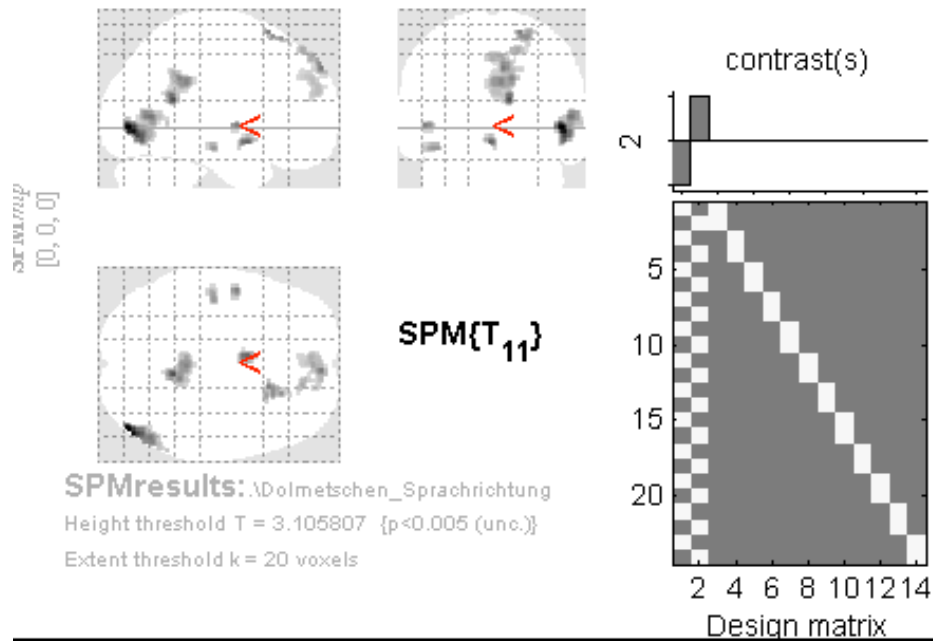 contrast(s)
2
SPMmip
[0, 0, 0]
SPM{T11}
5
10
15
20
2 4 6 8 10 12 14
Design matrix
SPMresults: .\Dolmetschen_Sprachrichtung
Height threshold T = 3.105807 {p<0.005 (unc.)}
Extent threshold k = 20 voxels